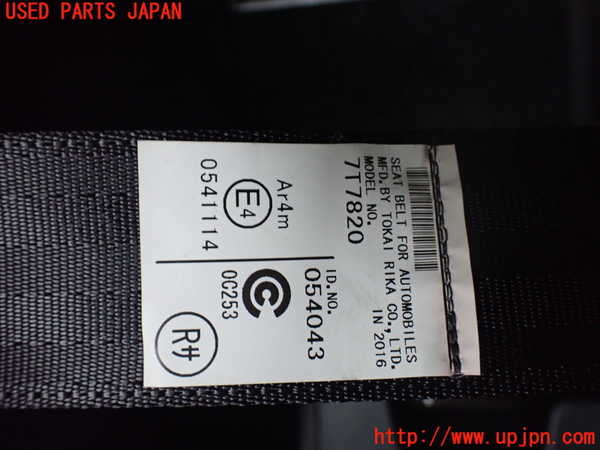 USED PARTS JAPAN
SEAT BELT FOR AUTOMOBILES
MFD.BY TOKAI RIKA CO.,LTD.
MODEL NO. IN 2016
7T7820
Ar4m
E4
0541114
ID.NO.
054043
C
0C253
Rサ
http://www.upjpn.com/